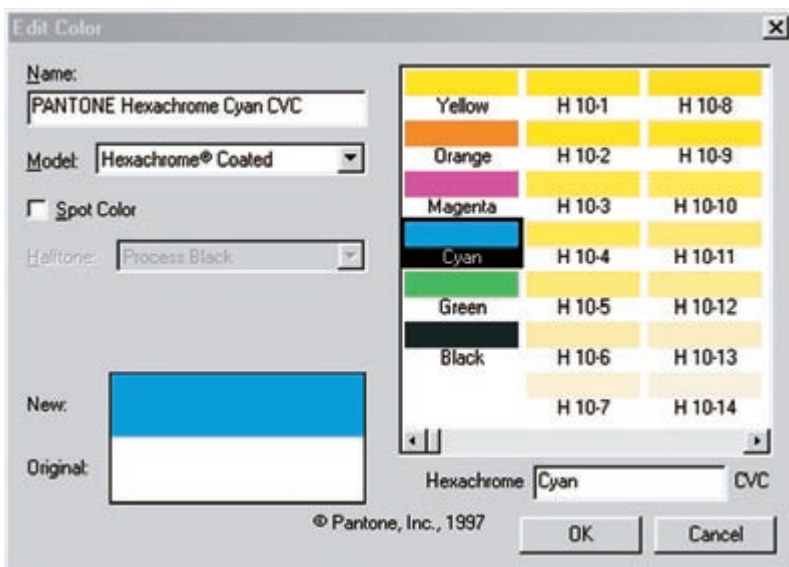 Edit Color
Name:
PANTONE Hexachrome Cyan CVC
Model: Hexachrome® Coated
Spot Color
Halftone: Process Black
New:
Original:
Yellow H 10-1 H 10-8
Orange H 10-2 H 10-9
Magenta H 10-3 H 10-10
Cyan H 10-4 H 10-11
Green H 10-5 H 10-12
Black H 10-6 H 10-13
H 10-7 H 10-14
Hexachrome Cyan CVC
© Pantone, Inc., 1997
OK Cancel